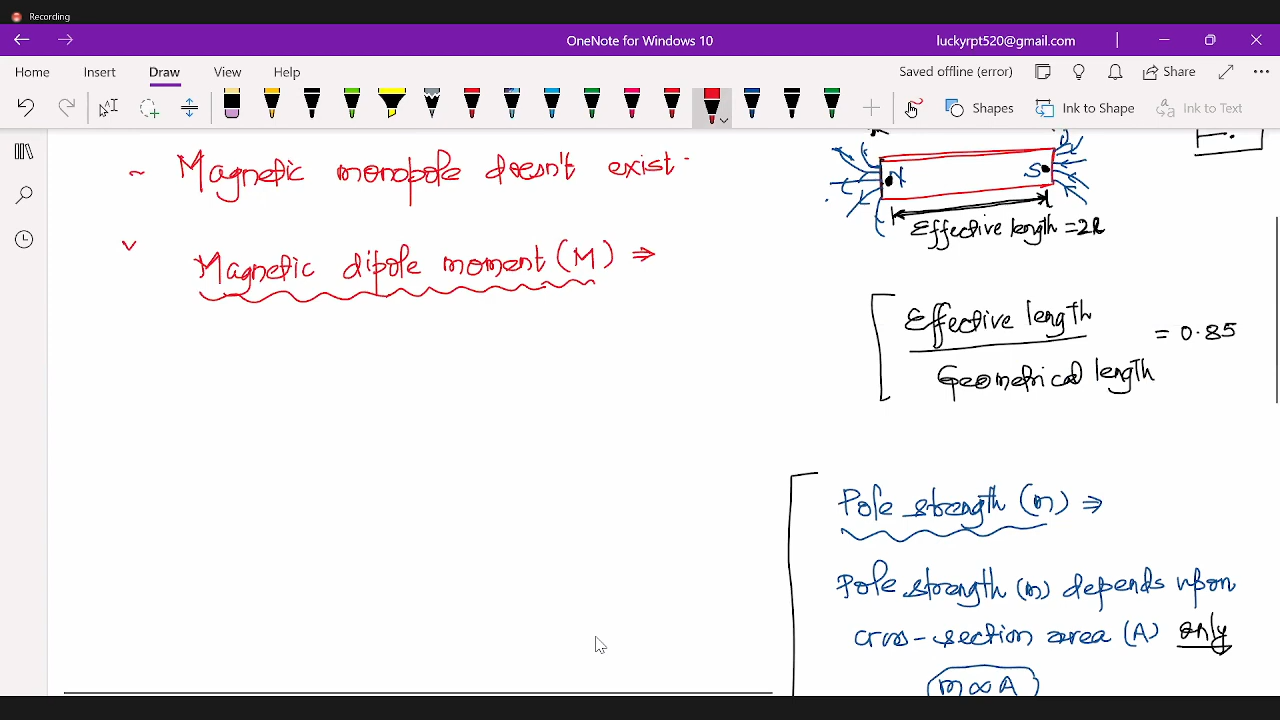 Recording
OneNote for Windows 10
luckyrpt520@gmail.com
Home Insert Draw View Help
Saved offline (error)
Share
Shapes
Ink to Shape
Ink to Text
~ Magnetic monopole doesn't exist
Magnetic dipole moment (M) ⇒
N S
Effective length = 2l
Effective length
Geometrical length
= 0.85
Pole strength (m) ⇒
Pole strength (m) depends upon
cross-section area (A) only
m ∝ A